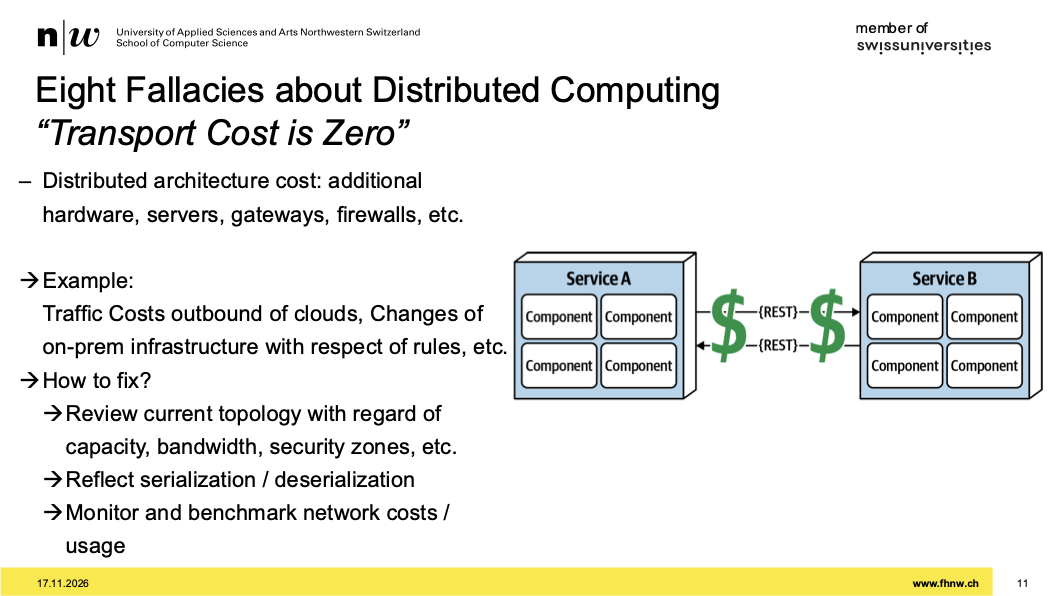 n|w University of Applied Sciences and Arts Northwestern Switzerland
School of Computer Science
member of
swissuniversities
Eight Fallacies about Distributed Computing
“Transport Cost is Zero”
– Distributed architecture cost: additional
hardware, servers, gateways, firewalls, etc.
→ Example:
Traffic Costs outbound of clouds, Changes of
on-prem infrastructure with respect of rules, etc.
→ How to fix?
→ Review current topology with regard of
capacity, bandwidth, security zones, etc.
→ Reflect serialization / deserialization
→ Monitor and benchmark network costs /
usage
Service A
Component Component
Component Component
$ {REST} $
{REST}
Service B
Component Component
Component Component
17.11.2026 www.fhnw.ch 11